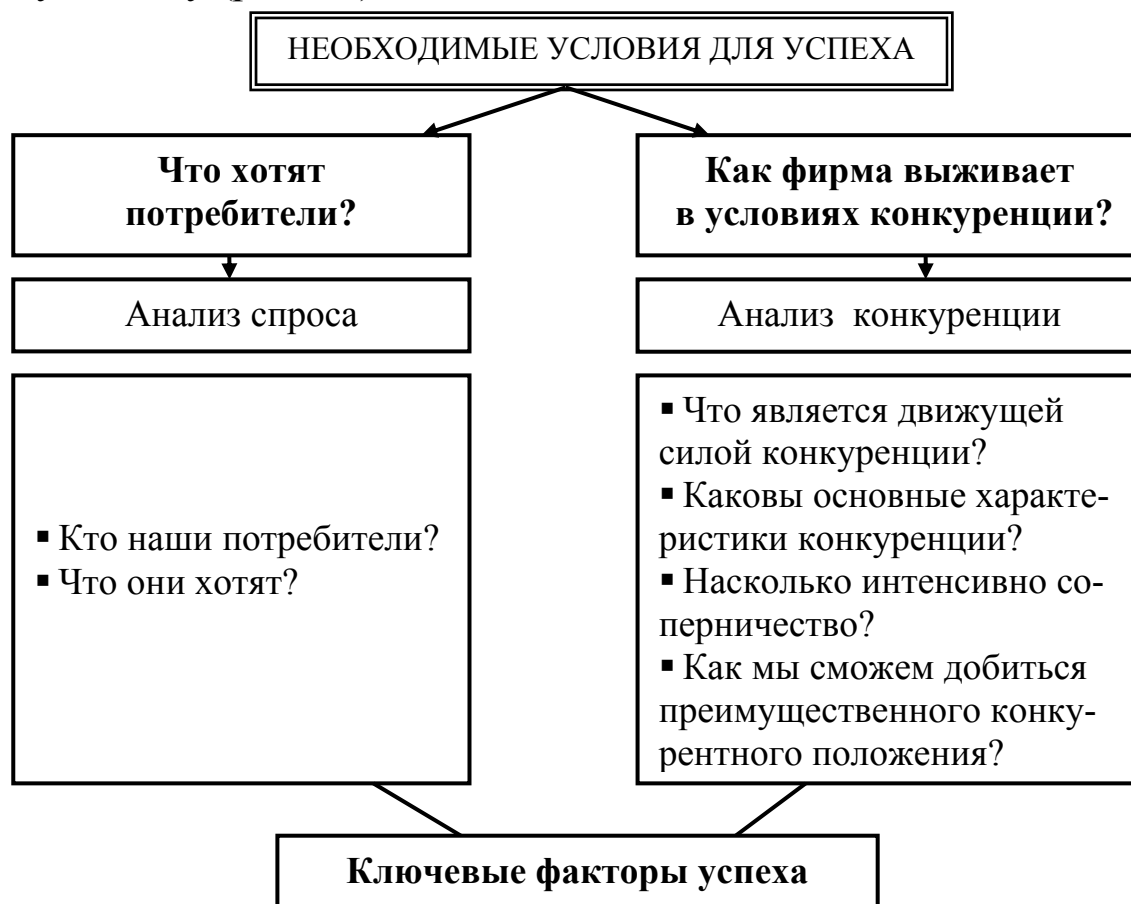 НЕОБХОДИМЫЕ УСЛОВИЯ ДЛЯ УСПЕХА
Что хотят
потребители?
Как фирма выживает
в условиях конкуренции?
Анализ спроса
Анализ конкуренции
▪ Кто наши потребители?
▪ Что они хотят?
▪ Что является движущей
силой конкуренции?
▪ Каковы основные характе-
ристики конкуренции?
▪ Насколько интенсивно со-
перничество?
▪ Как мы сможем добиться
преимущественного конку-
рентного положения?
Ключевые факторы успеха